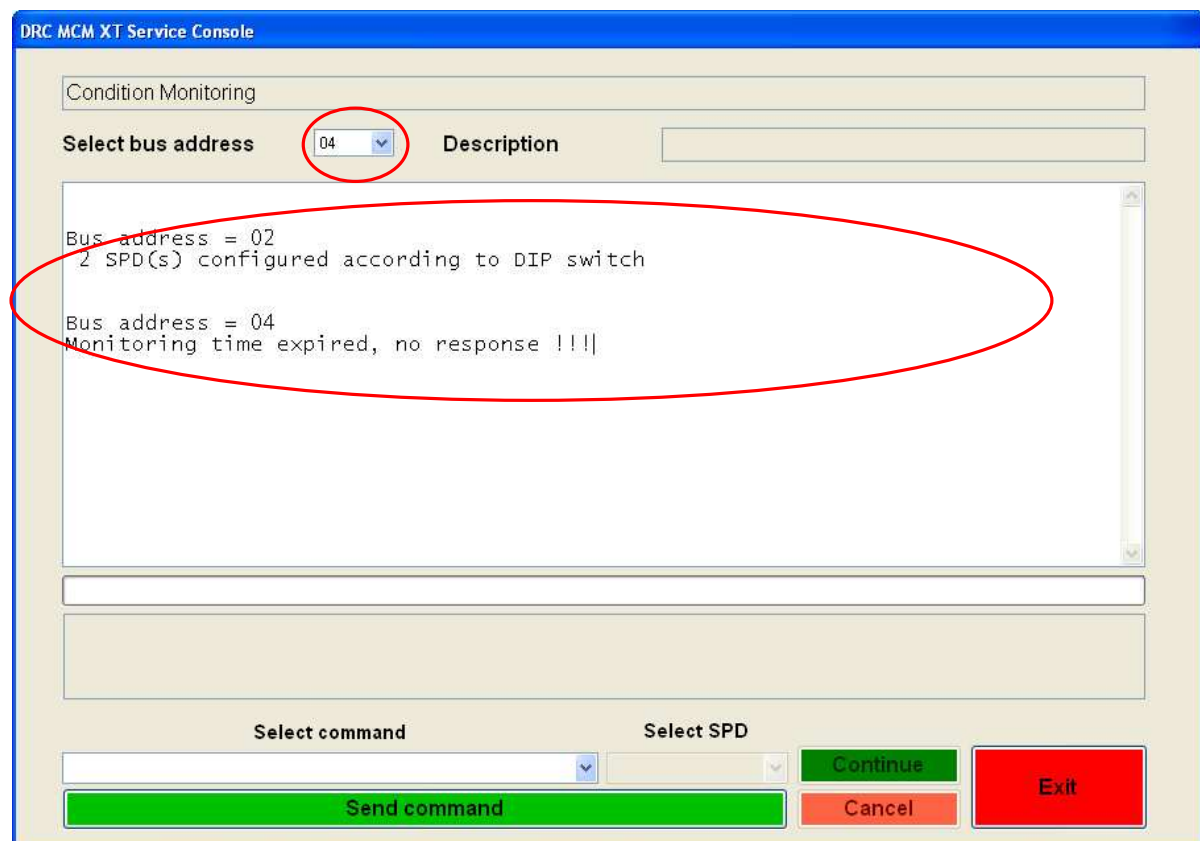 DRC MCM XT Service Console
Condition Monitoring
Select bus address 04 Description
Bus address = 02
2 SPD(s) configured according to DIP switch
Bus address = 04
Monitoring time expired, no response !!!
Select command Select SPD
Continue
Exit
Send command Cancel